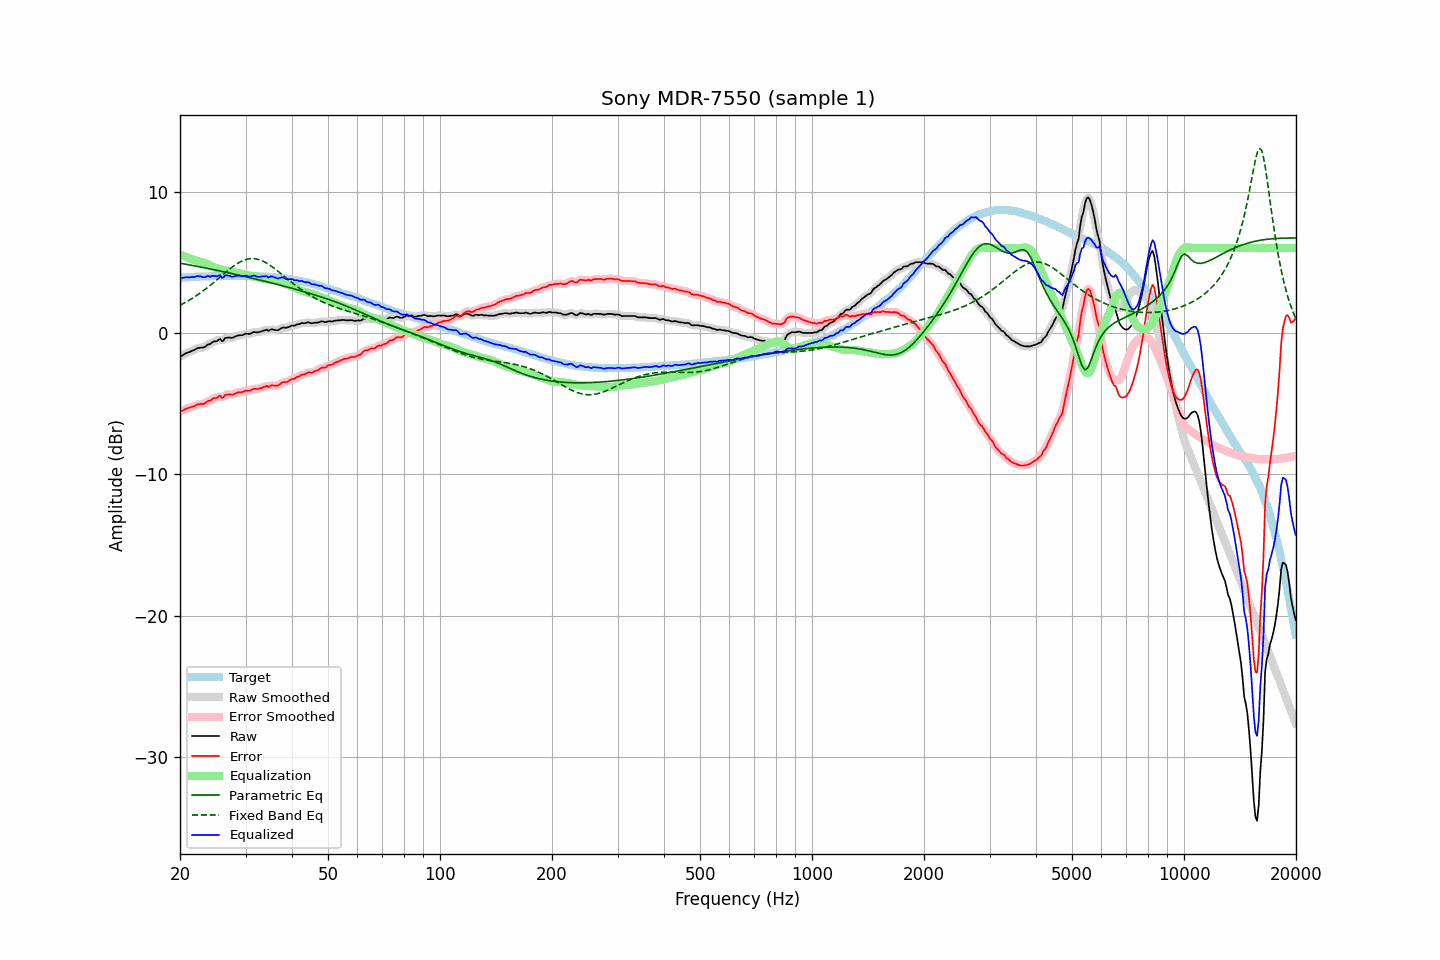 Sony MDR-7550 (sample 1)
10
0
−10
−20
−30
Amplitude (dBr)
Target
Raw Smoothed
Error Smoothed
Raw
Error
Equalization
Parametric Eq
Fixed Band Eq
Equalized
20 50 100 200 500 1000 2000 5000 10000 20000
Frequency (Hz)